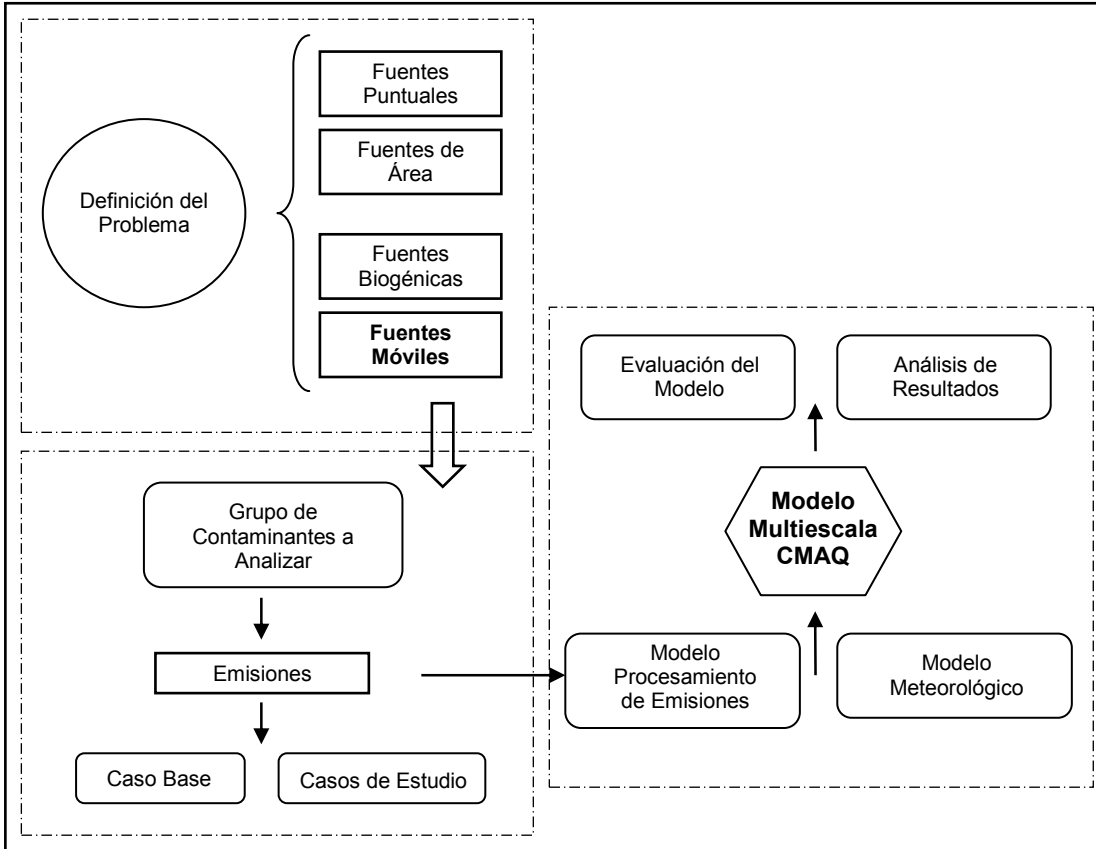 Fuentes
Puntuales
Fuentes de
Área
Definición del
Problema
Fuentes
Biogénicas
Fuentes
Móviles
Grupo de
Contaminantes a
Analizar
Emisiones
Caso Base
Casos de Estudio
Evaluación del
Modelo
Análisis de
Resultados
Modelo
Multiescala
CMAQ
Modelo
Procesamiento
de Emisiones
Modelo
Meteorológico